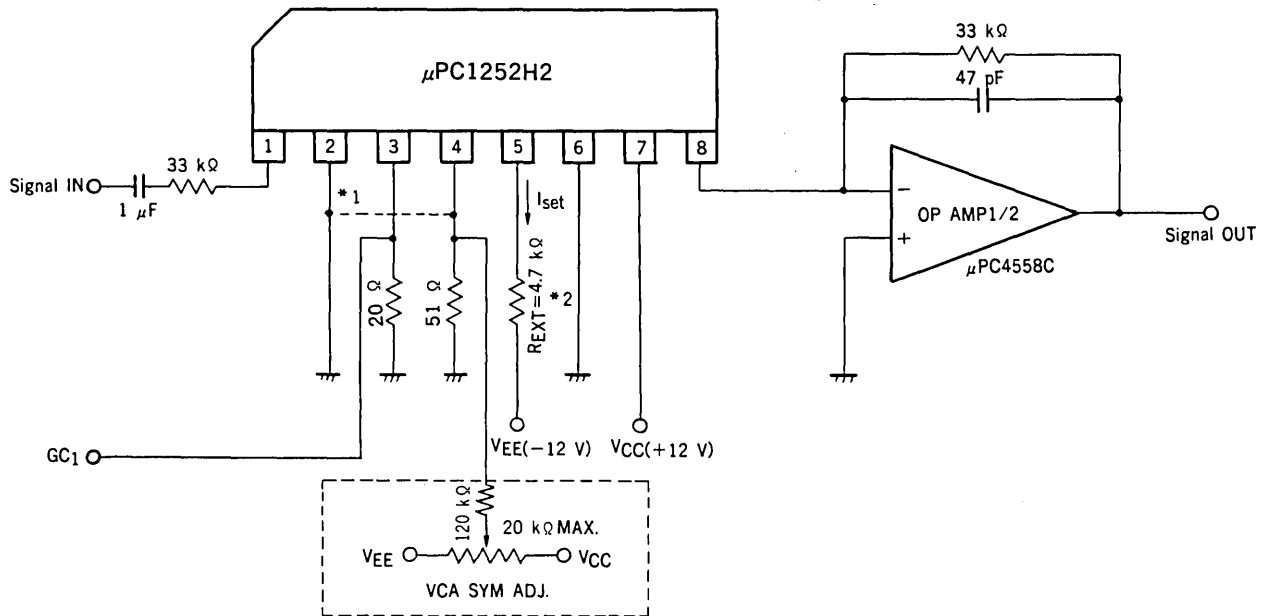 μPC1252H2
33 kΩ
47 pF
1 2 3 4 5 6 7 8
33 kΩ
Signal IN
1 μF
*1
Iset
OP AMP1/2
Signal OUT
μPC4558C
20 Ω
51 Ω
REXT=4.7 kΩ
*2
VEE(-12 V)
VCC(+12 V)
GC1
120 kΩ
20 kΩ MAX.
VEE
VCC
VCA SYM ADJ.
-
+